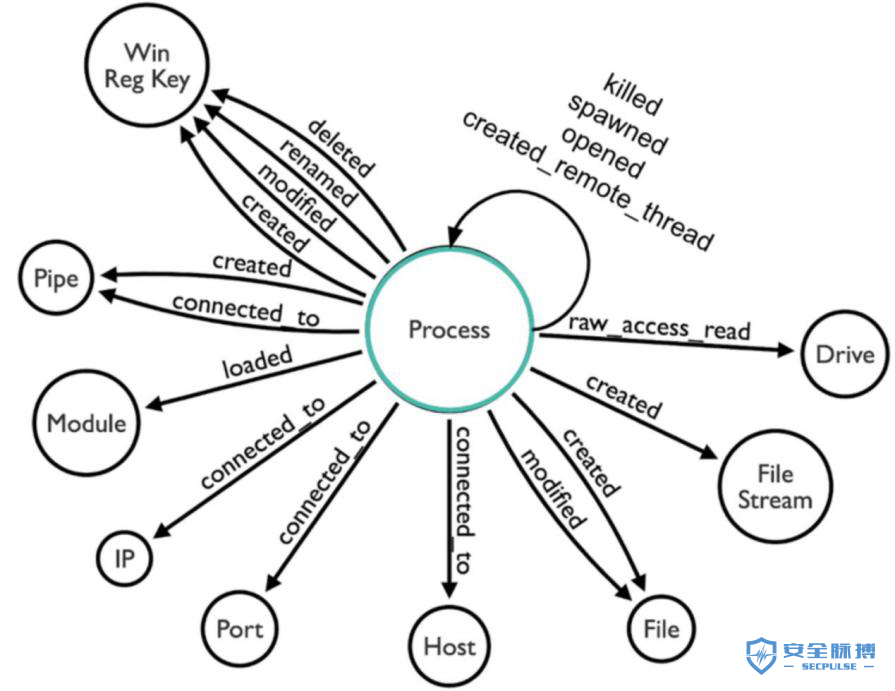 Win
Reg Key
killed
spawned
opened
created_remote_thread
deleted
renamed
modified
created
Pipe
created
connected_to
Process
raw_access_read
Drive
loaded
Module
created
File
Stream
connected_to
connected_to
connected_to
modified
created
IP
Port
Host
File
安全脉搏
SECPULSE